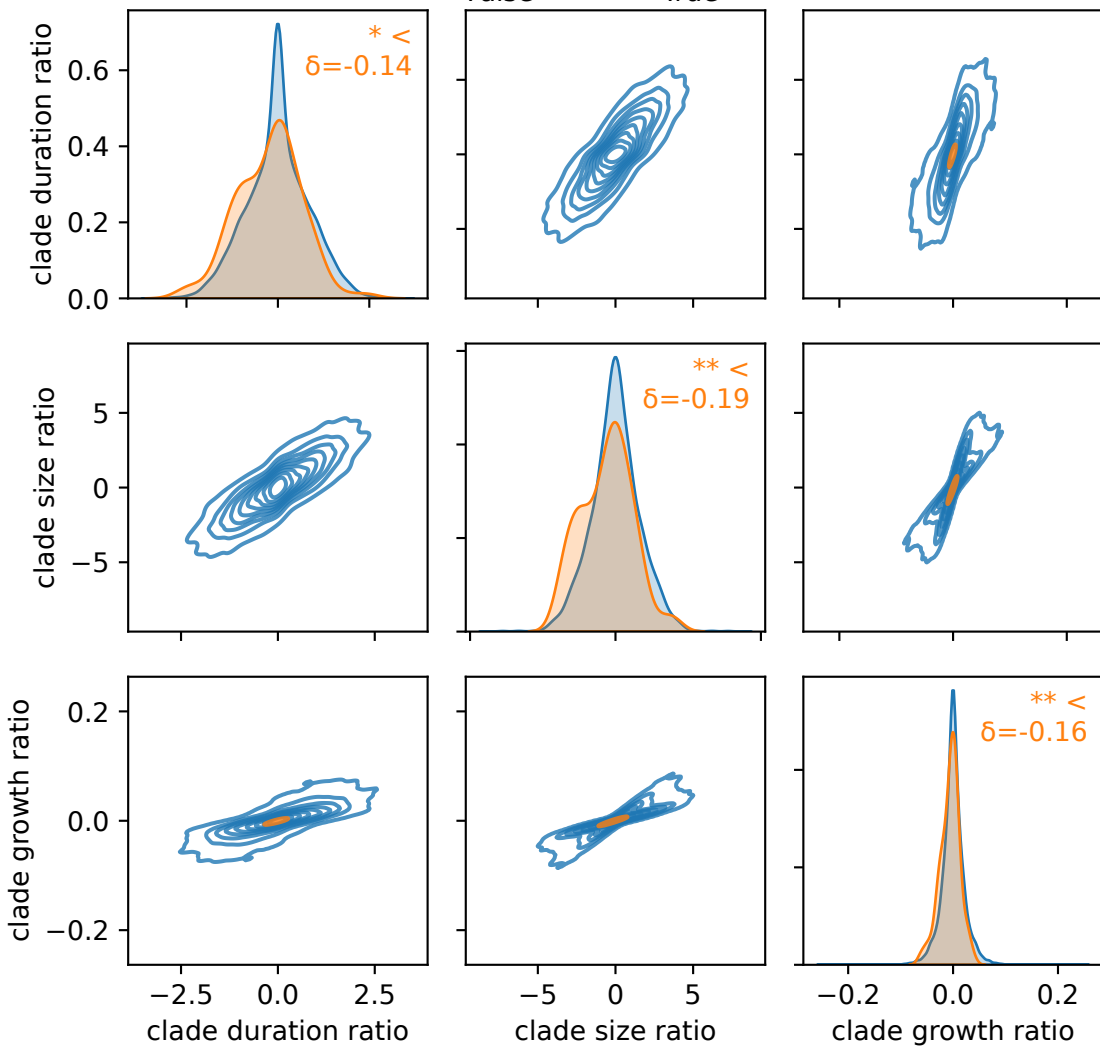 clade duration ratio
0.6
0.4
0.2
0.0
* <
δ=-0.14
clade size ratio
5
0
−5
** <
δ=-0.19
clade growth ratio
0.2
0.0
−0.2
** <
δ=-0.16
−2.5 0.0 2.5
clade duration ratio
−5 0 5
clade size ratio
−0.2 0.0 0.2
clade growth ratio